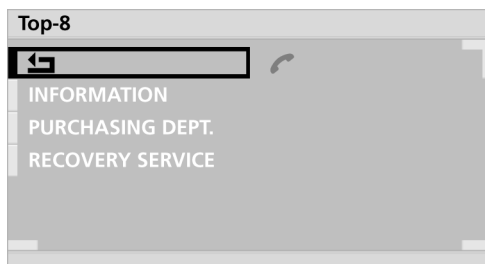 Top-8
INFORMATION
PURCHASING DEPT.
RECOVERY SERVICE